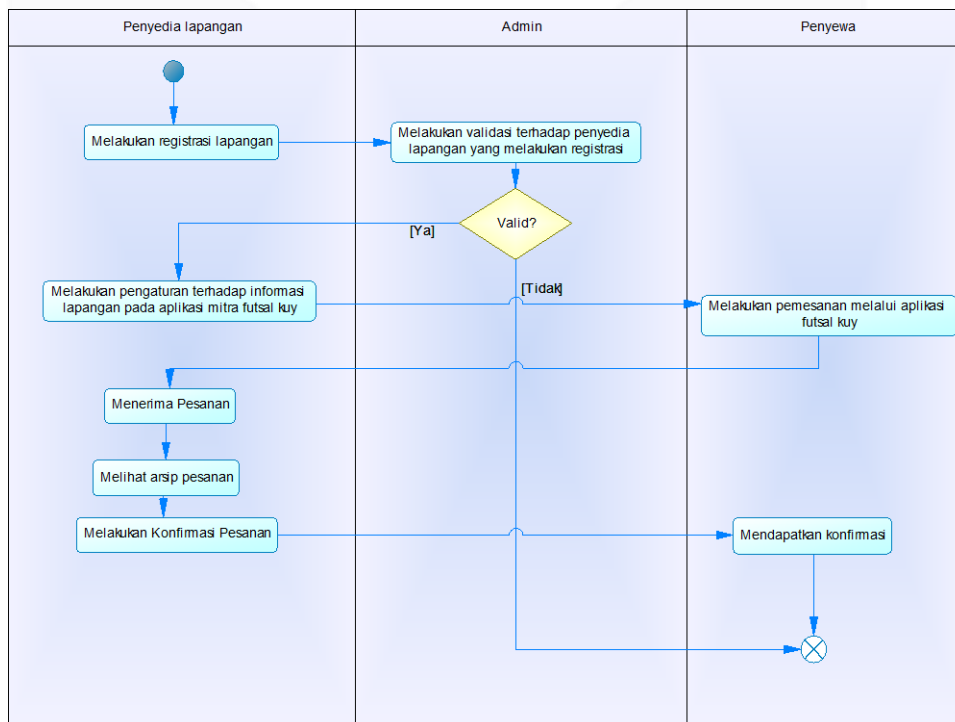 Penyedia lapangan
Admin
Penyewa
Melakukan registrasi lapangan
Melakukan validasi terhadap penyedia
lapangan yang melakukan registrasi
Valid?
[Ya]
[Tidak]
Melakukan pengaturan terhadap informasi
lapangan pada aplikasi mitra futsal kuy
Melakukan pemesanan melalui aplikasi
futsal kuy
Menerima Pesanan
Melihat arsip pesanan
Melakukan Konfirmasi Pesanan
Mendapatkan konfirmasi